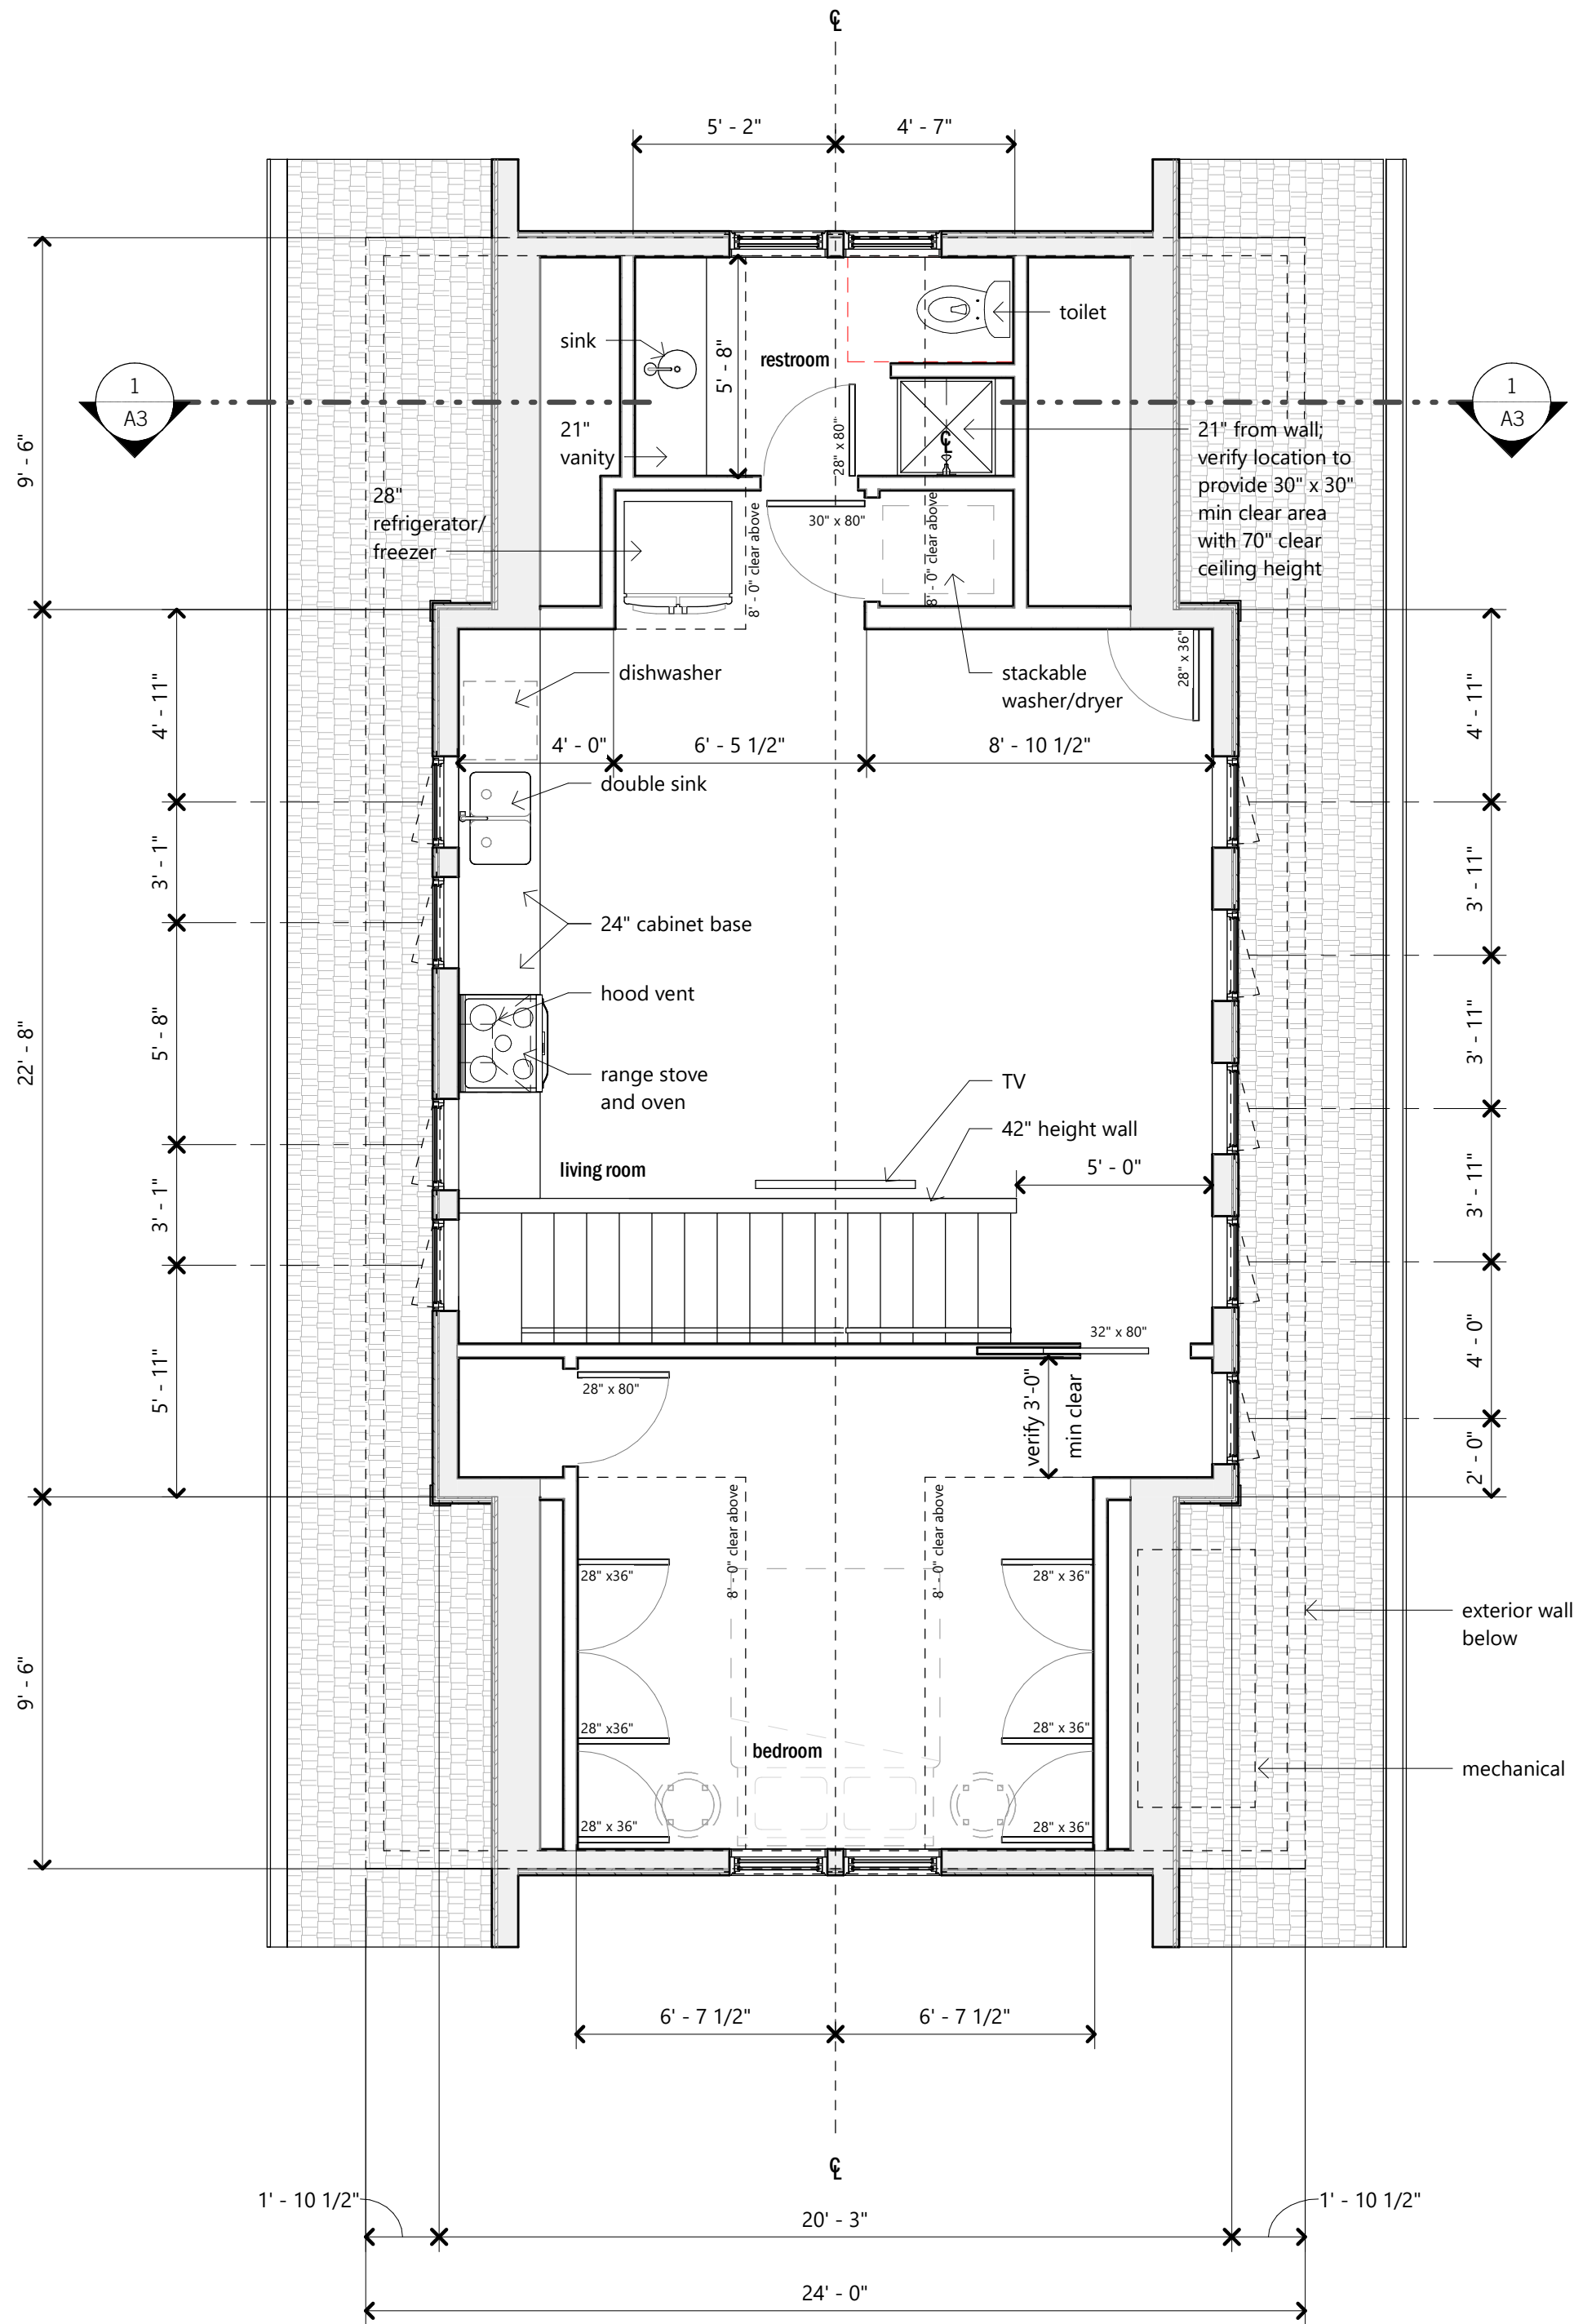 ℄
5' - 2"
4' - 7"
toilet
sink
restroom
5' - 8"
1
A3
1
A3
21"
vanity
28" x 80"
℄
21" from wall;
verify location to
provide 30" x 30"
min clear area
with 70" clear
ceiling height
9' - 6"
28"
refrigerator/
freezer
8' - 0" clear above
30" x 80"
8' - 0" clear above
dishwasher
stackable
washer/dryer
28" x 36"
4' - 11"
4' - 11"
4' - 0"
6' - 5 1/2"
8' - 10 1/2"
double sink
3' - 1"
3' - 11"
24" cabinet base
hood vent
22' - 8"
5' - 8"
3' - 11"
range stove
and oven
TV
42" height wall
living room
5' - 0"
3' - 1"
3' - 11"
32" x 80"
4' - 0"
5' - 11"
28" x 80"
verify 3'-0"
min clear
2' - 0"
8' - 0" clear above
8' - 0" clear above
28" x36"
28" x 36"
exterior wall
below
9' - 6"
28" x36"
28" x 36"
bedroom
mechanical
28" x 36"
28" x 36"
6' - 7 1/2"
6' - 7 1/2"
℄
1' - 10 1/2"
1' - 10 1/2"
20' - 3"
24' - 0"